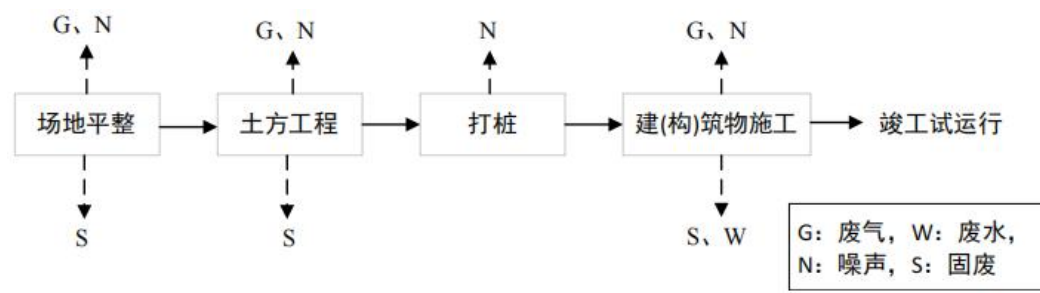 G、N
G、N
N
G、N
场地平整
土方工程
打桩
建(构)筑物施工
竣工试运行
S
S
S、W
G：废气，W：废水，
N：噪声，S：固废